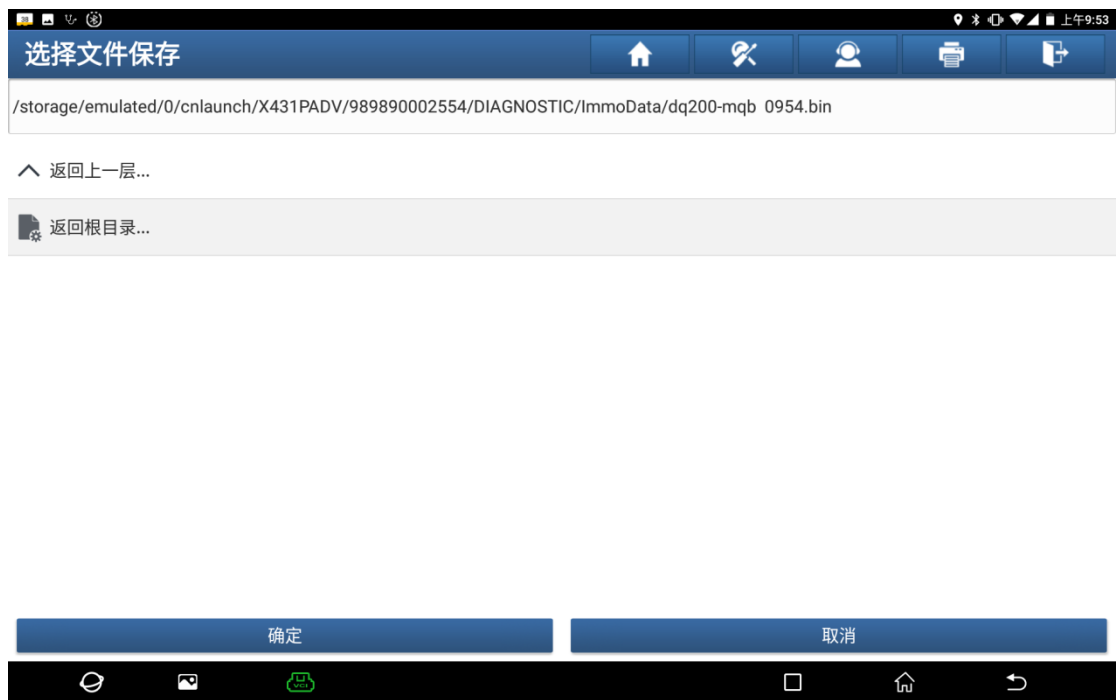 上午9:53
选择文件保存
/storage/emulated/0/cnlaunch/X431PADV/989890002554/DIAGNOSTIC/ImmoData/dq200-mqb 0954.bin
返回上一层...
返回根目录...
确定
取消
VCI